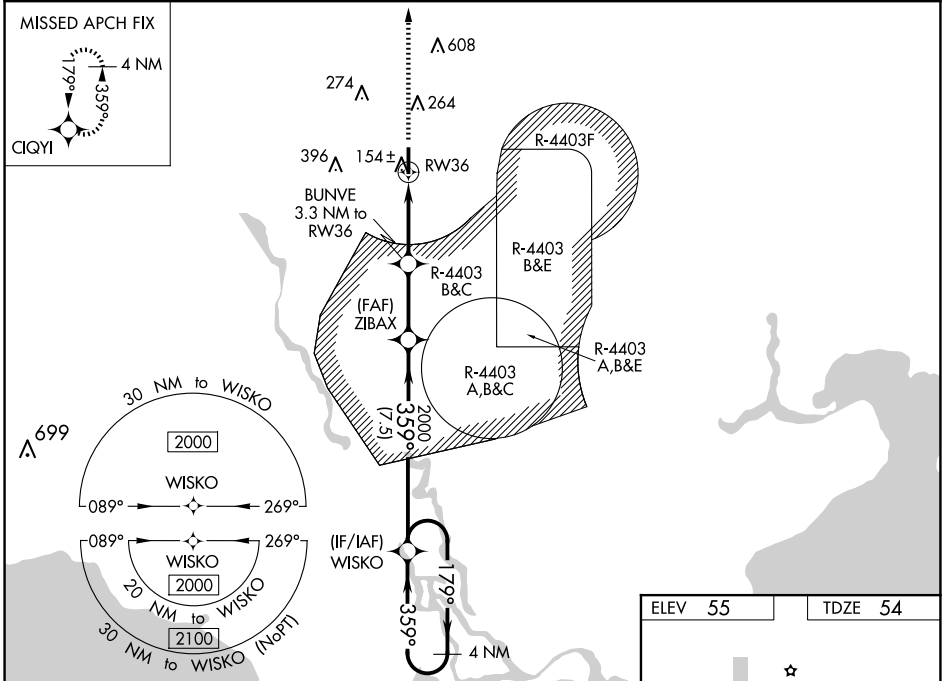 MISSED APCH FIX
4 NM
179°
359°
CIQYI
608
274
264
396
154±
RW36
BUNVE
3.3 NM to
RW36
R-4403F
R-4403
B&E
R-4403
B&C
(FAF)
ZIBAX
R-4403
A,B&C
R-4403
A,B&E
2000
359°
(7.5)
699
30 NM to WISKO
2000
WISKO
089°
269°
089°
269°
WISKO
2000
20 NM to WISKO
2100
30 NM to WISKO (NoPT)
(IF/IAF)
WISKO
179°
359°
4 NM
ELEV 55
TDZE 54